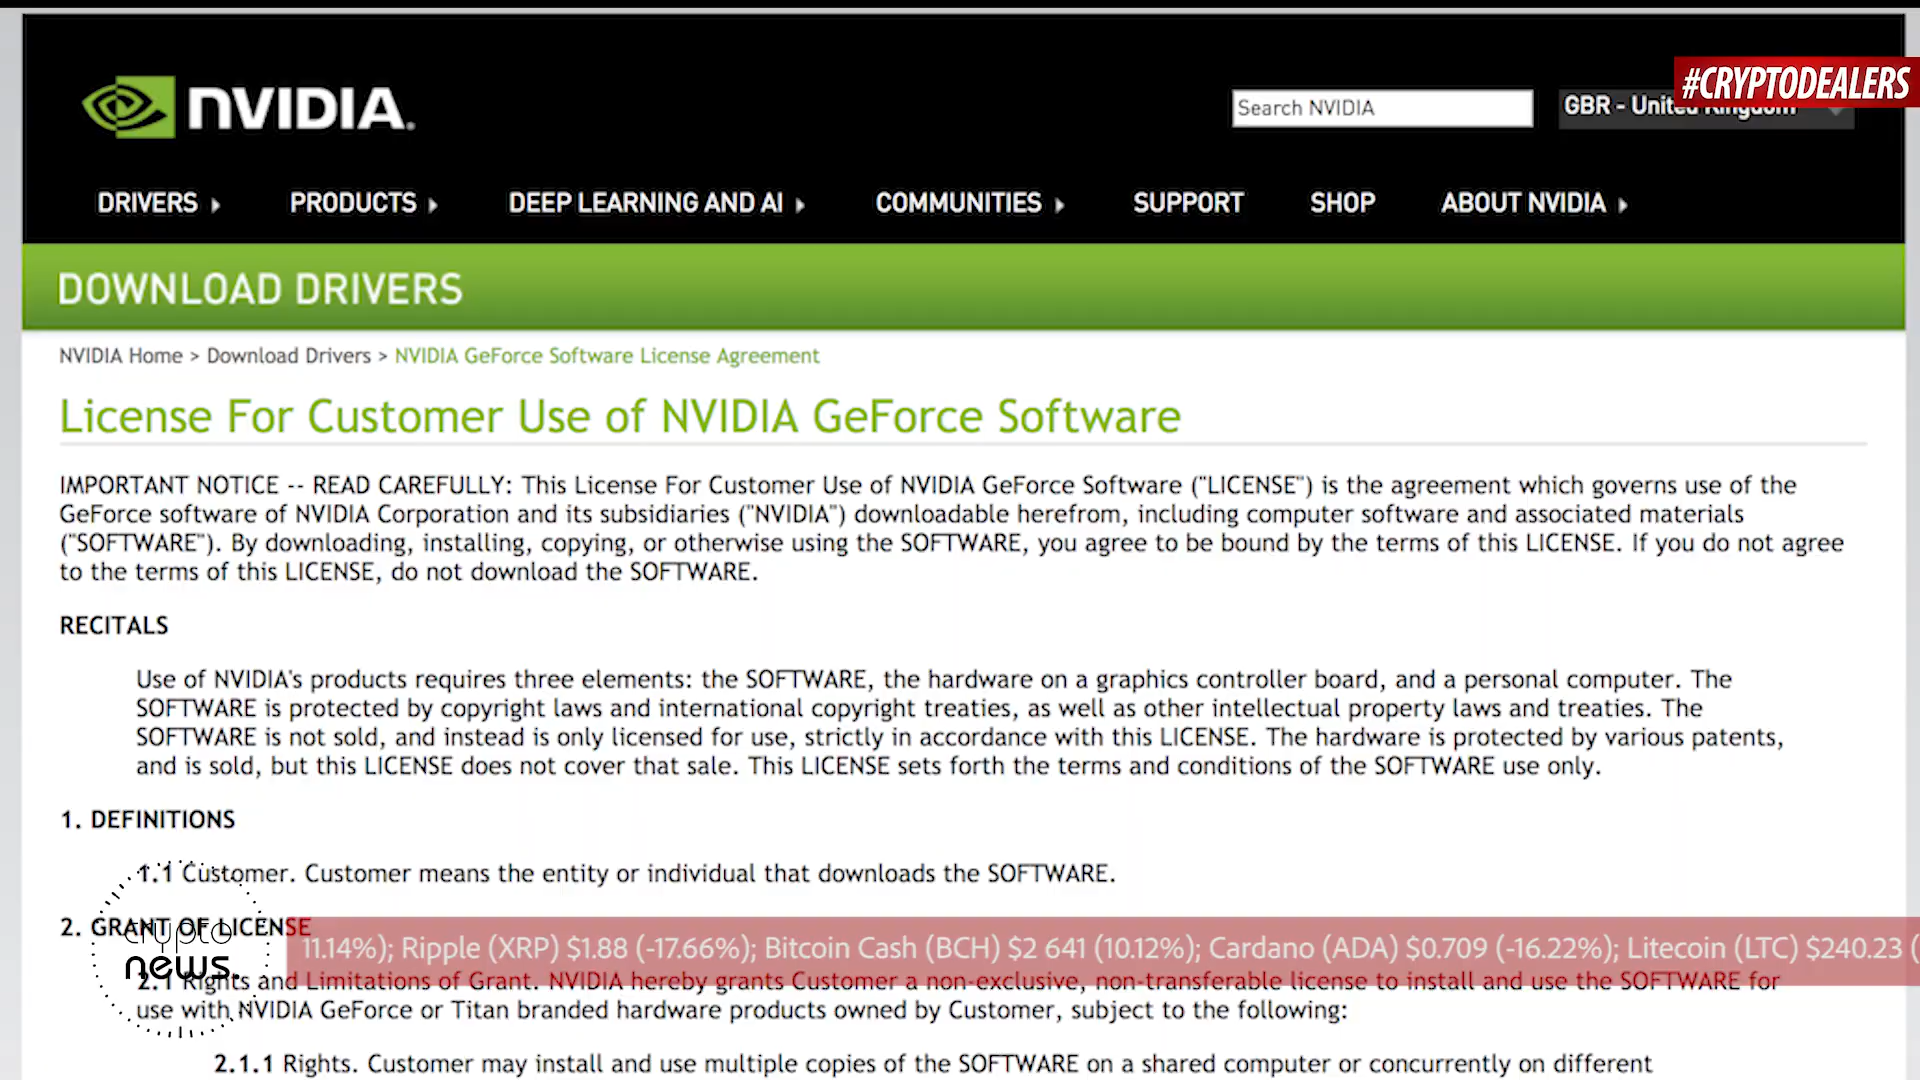 #CRYPTODEALERS
NVIDIA.
Search NVIDIA
GBR - United Kingdom
DRIVERS PRODUCTS DEEP LEARNING AND AI COMMUNITIES SUPPORT SHOP ABOUT NVIDIA
DOWNLOAD DRIVERS
NVIDIA Home > Download Drivers > NVIDIA GeForce Software License Agreement
License For Customer Use of NVIDIA GeForce Software
IMPORTANT NOTICE -- READ CAREFULLY: This License For Customer Use of NVIDIA GeForce Software ("LICENSE") is the agreement which governs use of the
GeForce software of NVIDIA Corporation and its subsidiaries ("NVIDIA") downloadable herefrom, including computer software and associated materials
("SOFTWARE"). By downloading, installing, copying, or otherwise using the SOFTWARE, you agree to be bound by the terms of this LICENSE. If you do not agree
to the terms of this LICENSE, do not download the SOFTWARE.
RECITALS
Use of NVIDIA's products requires three elements: the SOFTWARE, the hardware on a graphics controller board, and a personal computer. The
SOFTWARE is protected by copyright laws and international copyright treaties, as well as other intellectual property laws and treaties. The
SOFTWARE is not sold, and instead is only licensed for use, strictly in accordance with this LICENSE. The hardware is protected by various patents,
and is sold, but this LICENSE does not cover that sale. This LICENSE sets forth the terms and conditions of the SOFTWARE use only.
1. DEFINITIONS
1.1 Customer. Customer means the entity or individual that downloads the SOFTWARE.
2. GRANT OF LICENSE
crypto
news.
11.14%); Ripple (XRP) $1.88 (-17.66%); Bitcoin Cash (BCH) $2 641 (10.12%); Cardano (ADA) $0.709 (-16.22%); Litecoin (LTC) $240.23 (
2.1 Rights and Limitations of Grant. NVIDIA hereby grants Customer a non-exclusive, non-transferable license to install and use the SOFTWARE for
use with NVIDIA GeForce or Titan branded hardware products owned by Customer, subject to the following:
2.1.1 Rights. Customer may install and use multiple copies of the SOFTWARE on a shared computer or concurrently on different